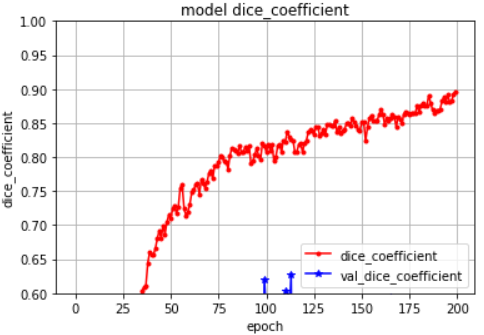 model dice_coefficient
dice_coefficient
1.00
0.95
0.90
0.85
0.80
0.75
0.70
0.65
0.60
dice_coefficient
val_dice_coefficient
0 25 50 75 100 125 150 175 200
epoch